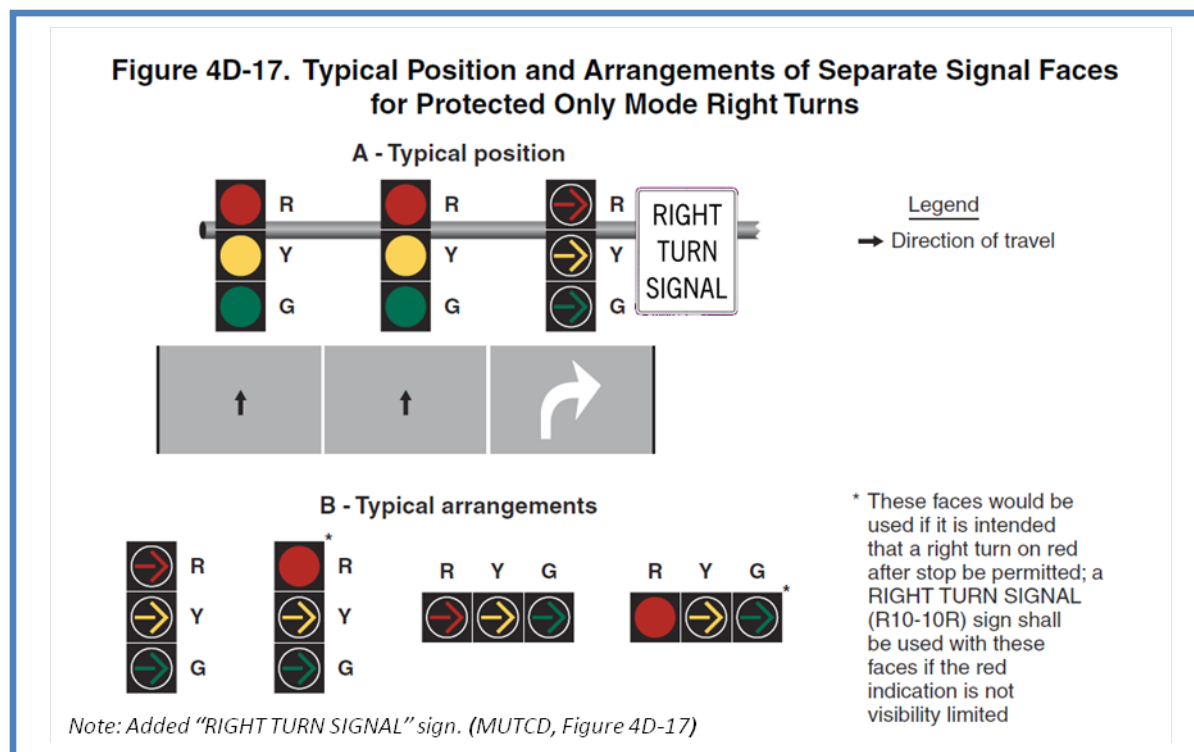 Figure 4D-17. Typical Position and Arrangements of Separate Signal Faces
for Protected Only Mode Right Turns
A - Typical position
R
R
R
Y
Y
Y
G
G
G
RIGHT
TURN
SIGNAL
Legend
Direction of travel
B - Typical arrangements
R
Y
G
*
R
Y
G
R Y G
R Y G
*
* These faces would be
used if it is intended
that a right turn on red
after stop be permitted; a
RIGHT TURN SIGNAL
(R10-10R) sign shall
be used with these
faces if the red
indication is not
visibility limited
Note: Added “RIGHT TURN SIGNAL” sign. (MUTCD, Figure 4D-17)